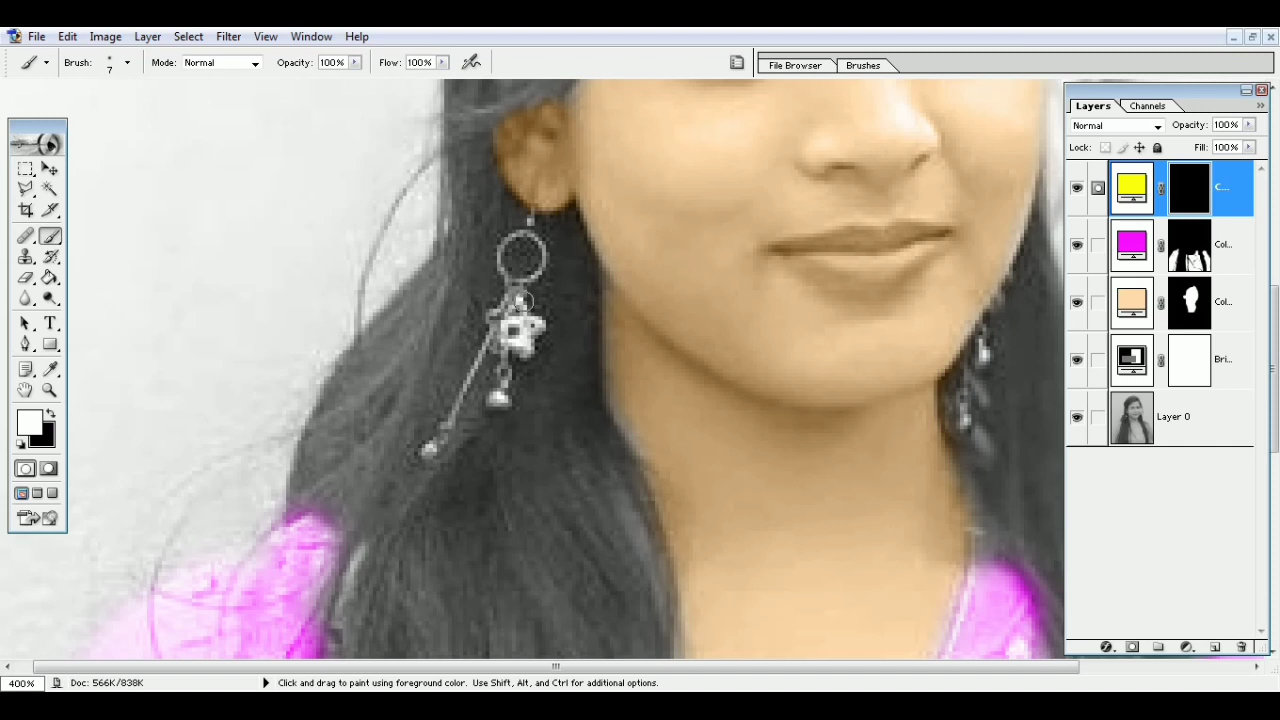 File Edit Image Layer Select Filter View Window Help
Brush: 7 Mode: Normal Opacity: 100% Flow: 100% File Browser Brushes
Layers Channels
Normal Opacity: 100%
Lock: Fill: 100%
C...
Col...
Col...
Bri...
Layer 0
400% Doc: 566K/838K Click and drag to paint using foreground color. Use Shift, Alt, and Ctrl for additional options.